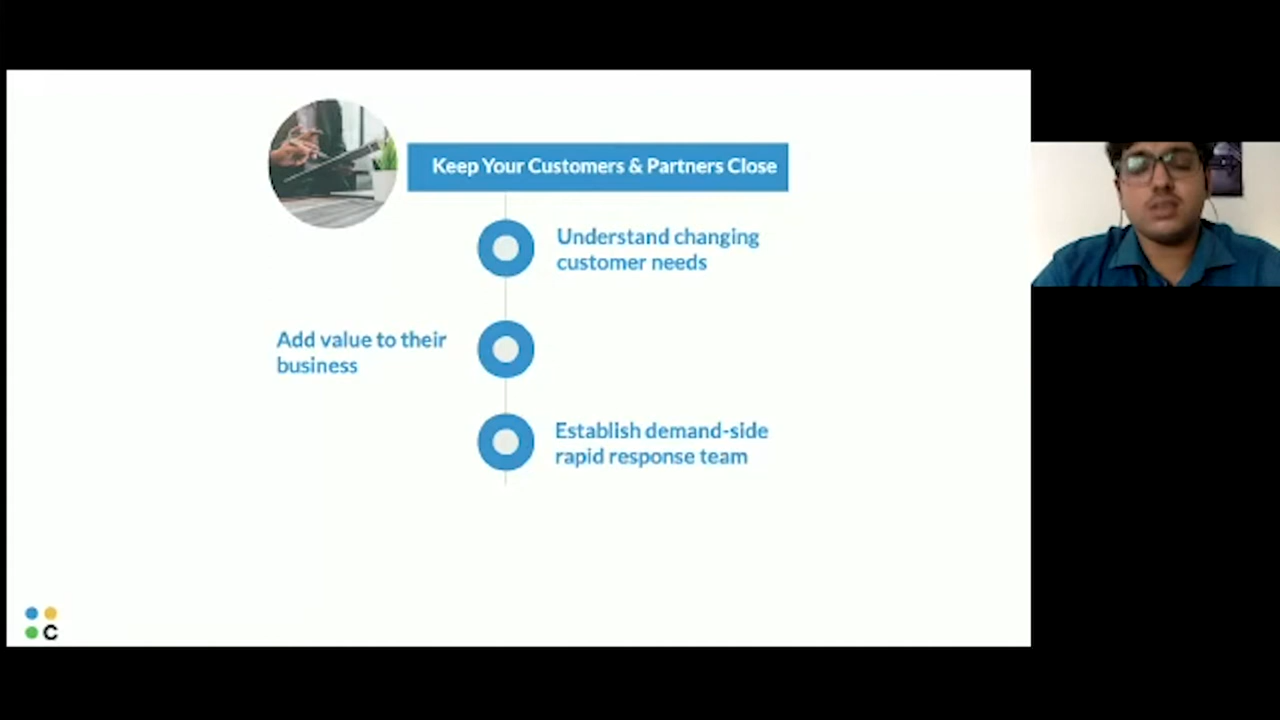 Keep Your Customers & Partners Close
Understand changing
customer needs
Add value to their
business
Establish demand-side
rapid response team
C